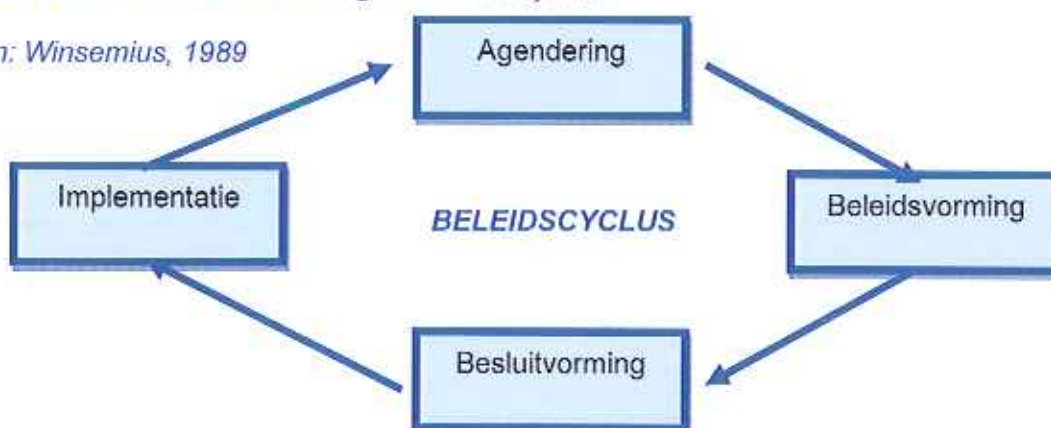 n: Winsemius, 1989
Agendering
Implementatie
BELEIDSCYCLUS
Beleidsvorming
Besluitvorming